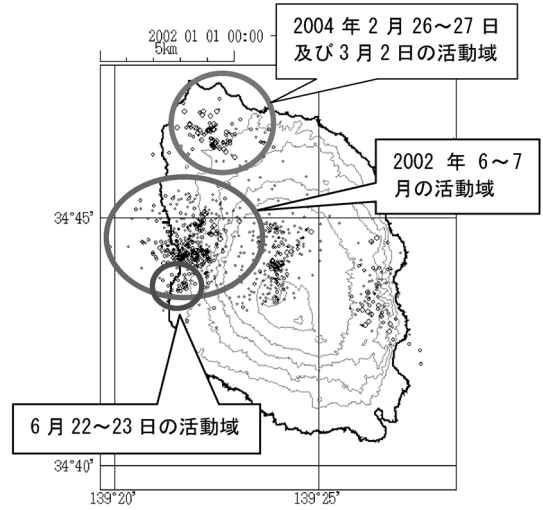 2002 01 01 00:00 -
5km
2004 年 2 月 26~27 日
及び 3 月 2 日の活動域
2002 年 6~7
月の活動域
34°45'
6 月 22~23 日の活動域
34°40'
139°20'
139°25'